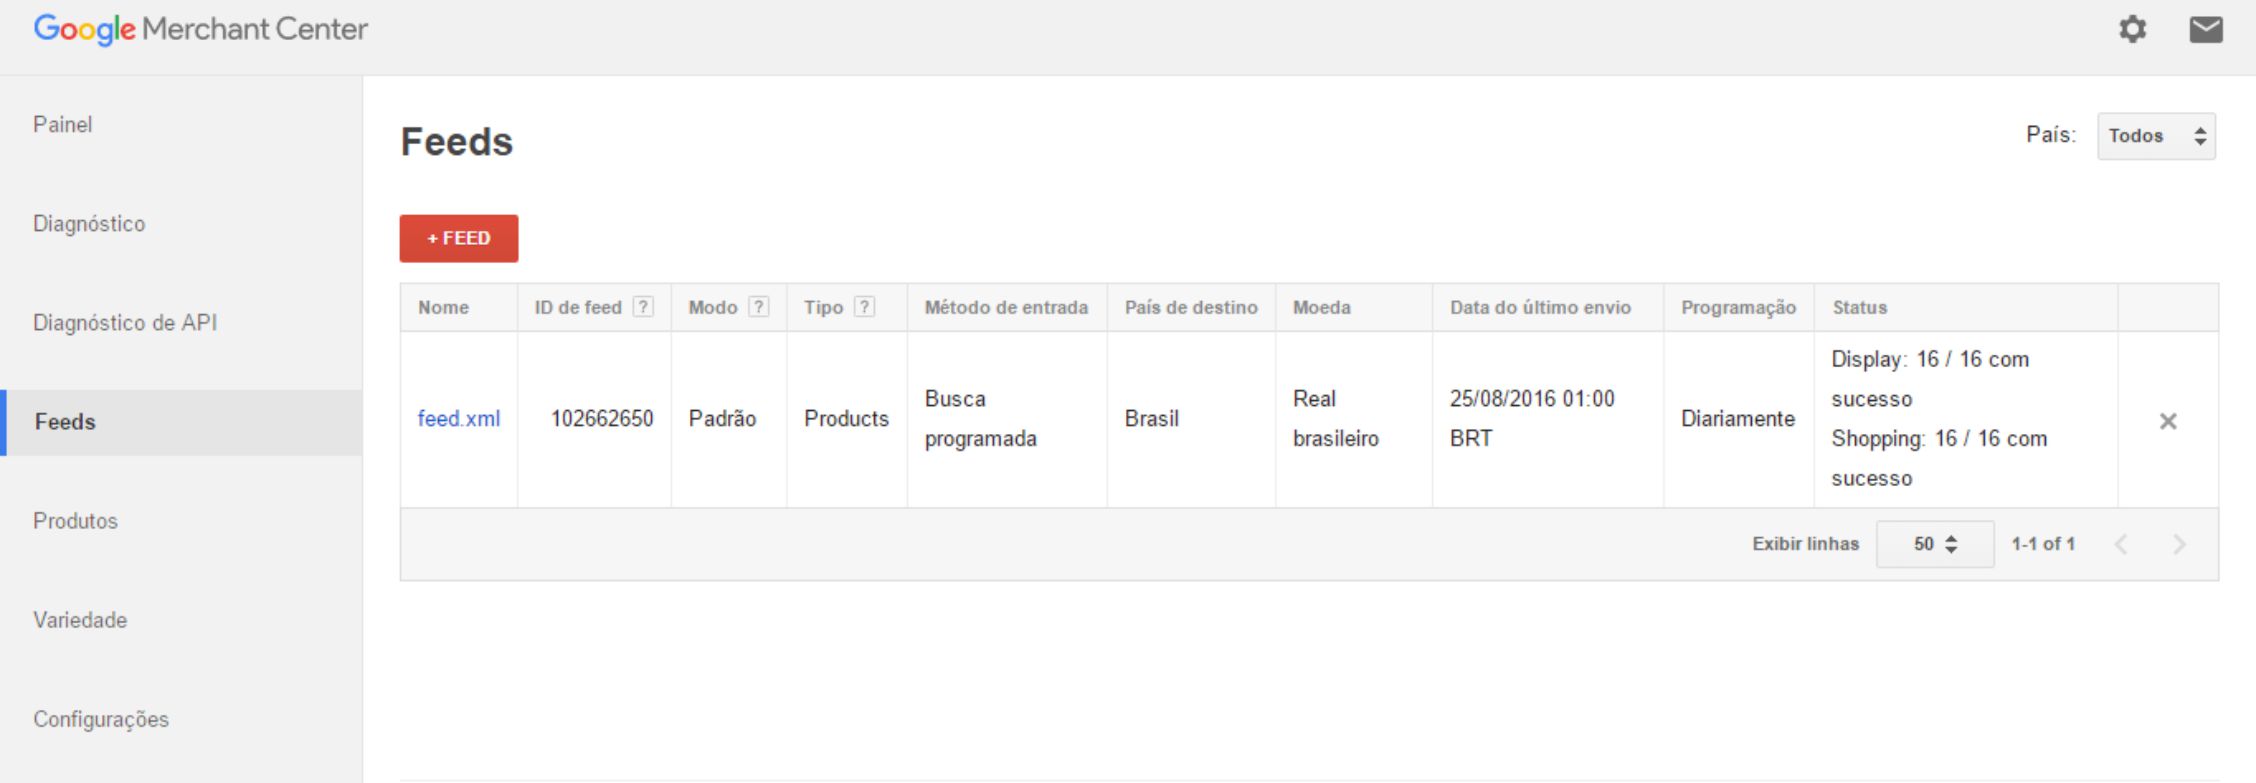 Google Merchant Center
Painel
Diagnóstico
Diagnóstico de API
Feeds
Produtos
Variedade
Configurações
Feeds
País: Todos
+ FEED
Nome ID de feed ? Modo ? Tipo ? Método de entrada País de destino Moeda Data do último envio Programação Status
feed.xml 102662650 Padrão Products Busca programada Brasil Real brasileiro 25/08/2016 01:00 BRT Diariamente Display: 16 / 16 com sucesso Shopping: 16 / 16 com sucesso
Exibir linhas 50 1-1 of 1